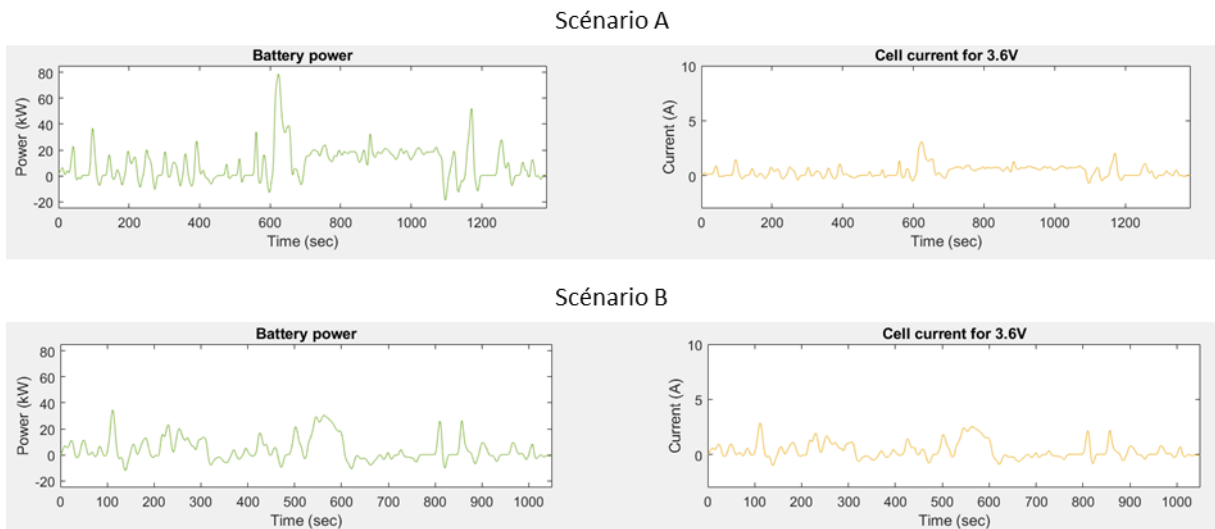 Scénario A
Battery power
Power (kW)
80
60
40
20
0
-20
0 200 400 600 800 1000 1200
Time (sec)
Cell current for 3.6V
Current (A)
10
5
0
0 200 400 600 800 1000 1200
Time (sec)
Scénario B
Battery power
Power (kW)
80
60
40
20
0
-20
0 100 200 300 400 500 600 700 800 900 1000
Time (sec)
Cell current for 3.6V
Current (A)
10
5
0
0 100 200 300 400 500 600 700 800 900 1000
Time (sec)